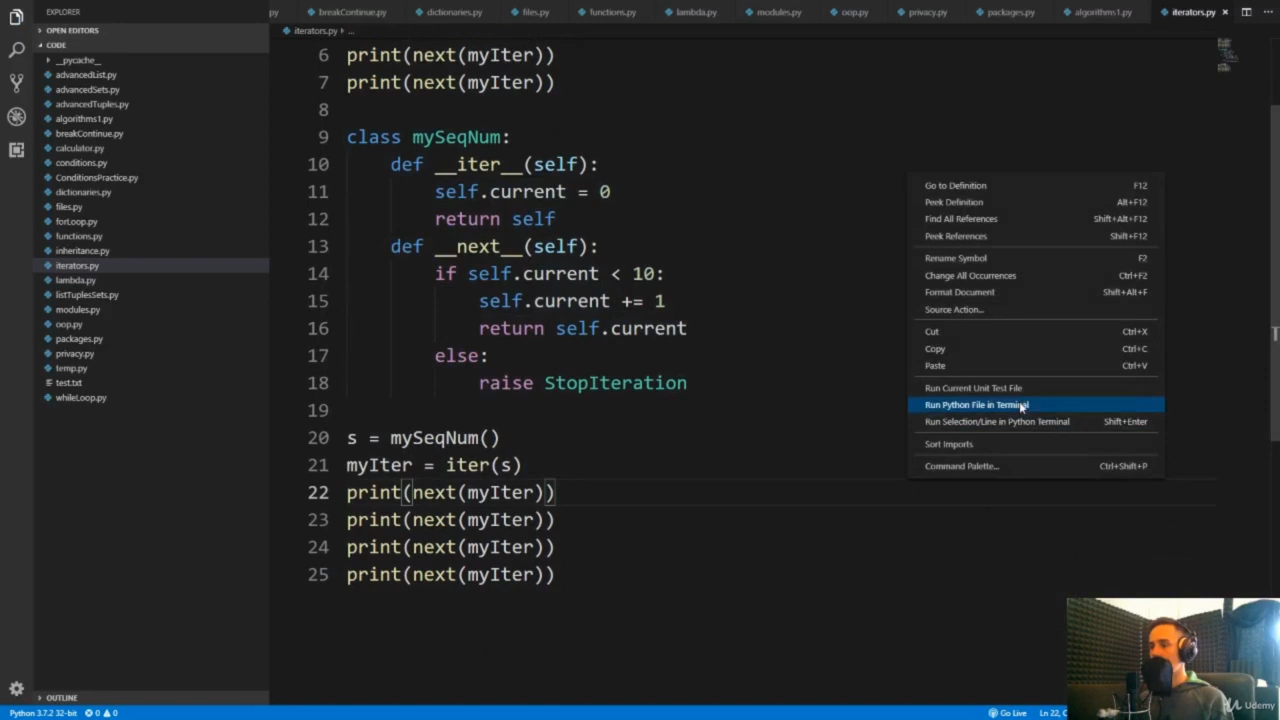 EXPLORER
OPEN EDITORS
CODE
__pycache__
advancedList.py
advancedSets.py
advancedTuples.py
algorithms1.py
breakContinue.py
calculator.py
conditions.py
ConditionsPractice.py
dictionaries.py
files.py
forLoop.py
functions.py
inheritance.py
iterators.py
lambda.py
listTuplesSets.py
modules.py
oop.py
packages.py
privacy.py
temp.py
test.txt
whileLoop.py
OUTLINE
py breakContinue.py dictionaries.py files.py functions.py lambda.py modules.py oop.py privacy.py packages.py algorithms1.py iterators.py ×
iterators.py › ...
6 print(next(myIter))
7 print(next(myIter))
8
9 class mySeqNum:
10 def __iter__(self):
11 self.current = 0
12 return self
13 def __next__(self):
14 if self.current < 10:
15 self.current += 1
16 return self.current
17 else:
18 raise StopIteration
19
20 s = mySeqNum()
21 myIter = iter(s)
22 print(next(myIter))
23 print(next(myIter))
24 print(next(myIter))
25 print(next(myIter))
Go to Definition F12
Peek Definition Alt+F12
Find All References Shift+Alt+F12
Peek References Shift+F12
Rename Symbol F2
Change All Occurrences Ctrl+F2
Format Document Shift+Alt+F
Source Action...
Cut Ctrl+X
Copy Ctrl+C
Paste Ctrl+V
Run Current Unit Test File
Run Python File in Terminal
Run Selection/Line in Python Terminal Shift+Enter
Sort Imports
Command Palette... Ctrl+Shift+P
Python 3.7.2 32-bit 0 0 Go Live Ln 22,
Udemy